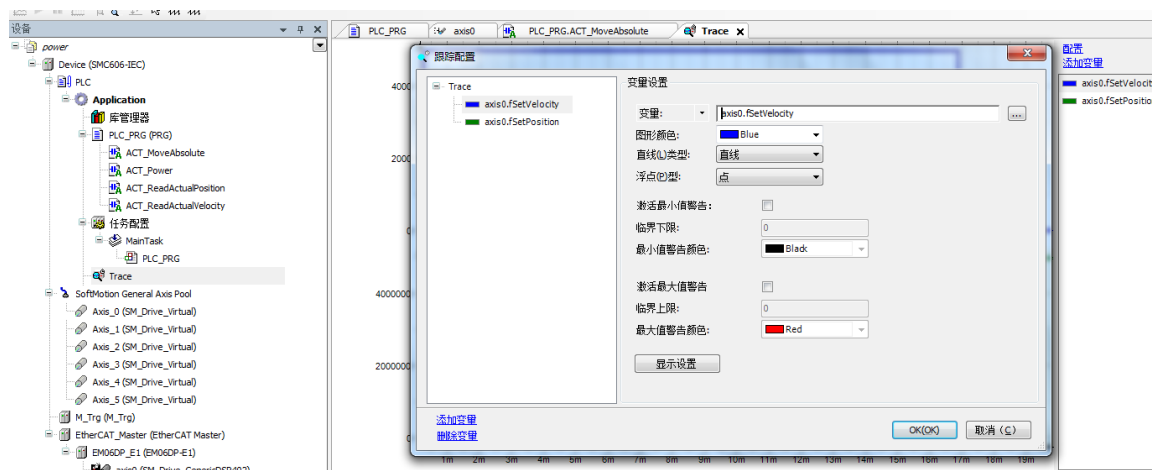 设备
power
Device (SMC606-IEC)
PLC
Application
库管理器
PLC_PRG (PRG)
ACT_MoveAbsolute
ACT_Power
ACT_ReadActualPosition
ACT_ReadActualVelocity
任务配置
MainTask
PLC_PRG
Trace
SoftMotion General Axis Pool
Axis_0 (SM_Drive_Virtual)
Axis_1 (SM_Drive_Virtual)
Axis_2 (SM_Drive_Virtual)
Axis_3 (SM_Drive_Virtual)
Axis_4 (SM_Drive_Virtual)
Axis_5 (SM_Drive_Virtual)
M_Trg (M_Trg)
EtherCAT_Master (EtherCAT Master)
EM06DP_E1 (EM06DP-E1)
axis0 (SM_Drive_GenericDSP402)
PLC_PRG axis0 PLC_PRG.ACT_MoveAbsolute Trace
4000
2000
4000000
2000000
跟踪配置
Trace
axis0.fSetVelocity
axis0.fSetPosition
变量设置
变量: axis0.fSetVelocity ...
图形颜色: Blue
直线(L)类型: 直线
浮点(P)型: 点
激活最小值警告:
临界下限: 0
最小值警告颜色: Black
激活最大值警告
临界上限: 0
最大值警告颜色: Red
显示设置
添加变量
删除变量
OK(OK) 取消 (C)
1m 2m 3m 4m 5m 6m 7m 8m 9m 10m 11m 12m 13m 14m 15m 16m 17m 18m 19m
配置
添加变量
axis0.fSetVelocity
axis0.fSetPositio